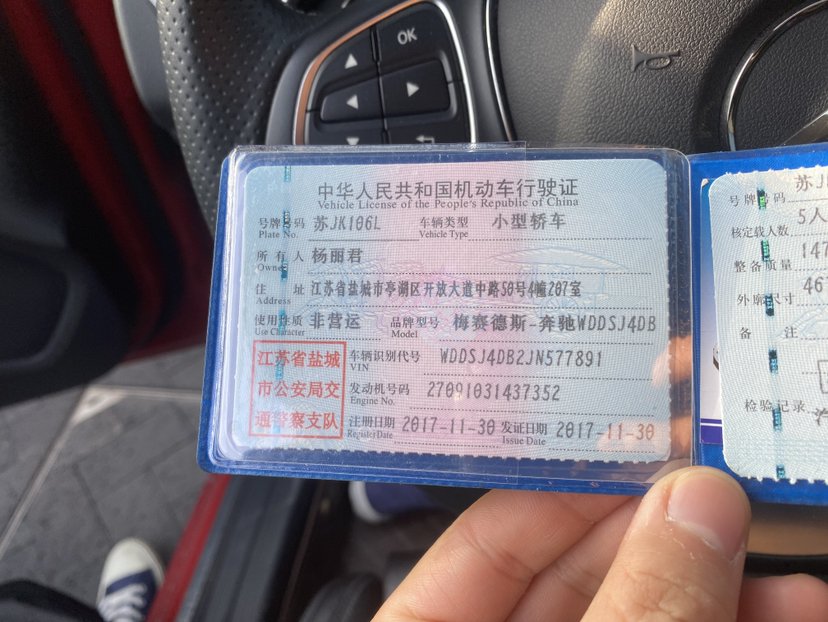 OK
中华人民共和国机动车行驶证
Vehicle License of the People's Republic of China
号牌号码 苏JK106L 车辆类型 小型轿车
Plate No. Vehicle Type
所有人 杨丽君
Owner
住址 江苏省盐城市亭湖区开放大道中路50号4幢207室
Address
使用性质 非营运 品牌型号 梅赛德斯-奔驰WDDSJ4DB
Use Character Model
江苏省盐城
市公安局交
通警察支队
车辆识别代号 WDDSJ4DB2JN577891
VIN
发动机号码 27091031437352
Engine No.
注册日期 2017-11-30 发证日期 2017-11-30
Register Date Issue Date
号牌号码 苏J
核定载人数 5人
整备质量 147
外廓尺寸 46
备注
检验记录